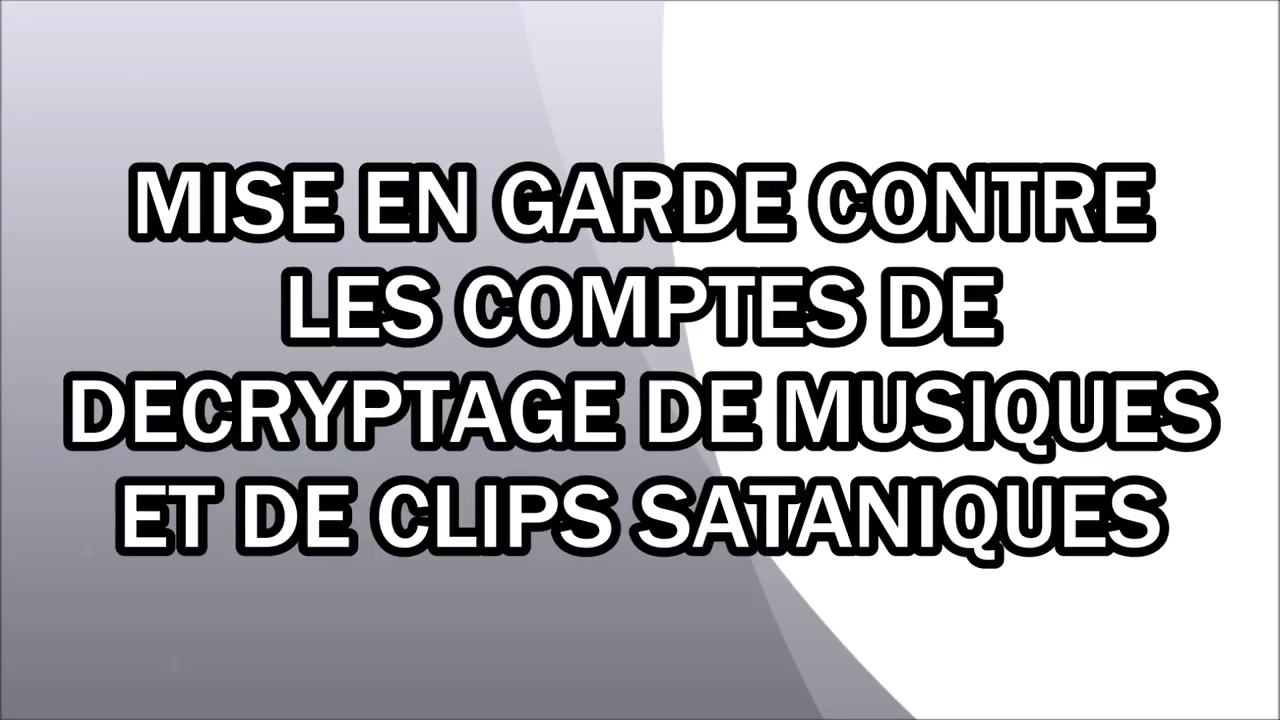 MISE EN GARDE CONTRE
LES COMPTES DE
DECRYPTAGE DE MUSIQUES
ET DE CLIPS SATANIQUES